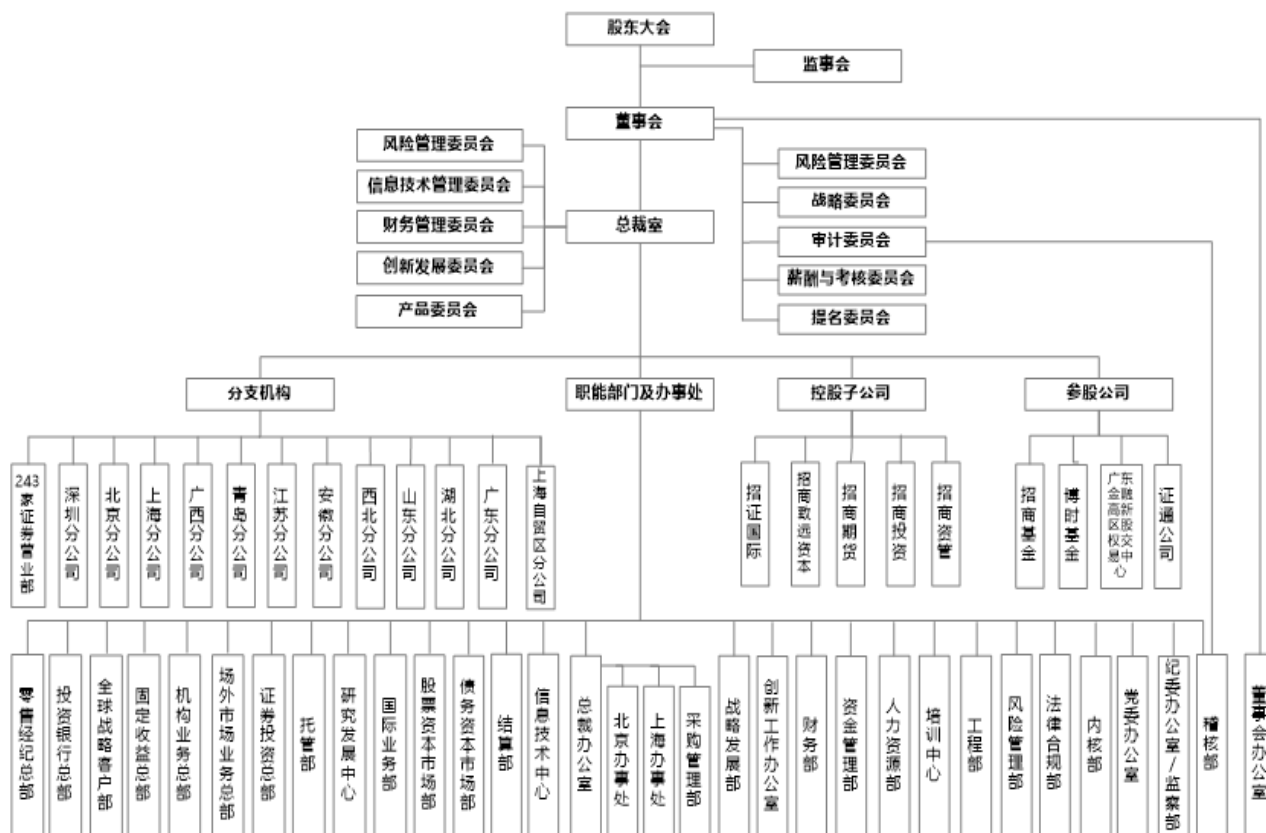 股东大会
监事会
董事会
风险管理委员会
信息技术管理委员会
财务管理委员会
创新发展委员会
产品委员会
总裁室
风险管理委员会
战略委员会
审计委员会
薪酬与考核委员会
提名委员会
分支机构
职能部门及办事处
控股子公司
参股公司
243家证券营业部
深圳分公司
北京分公司
上海分公司
广西分公司
青岛分公司
江苏分公司
安徽分公司
西北分公司
山东分公司
湖北分公司
广东分公司
上海自贸区分公司
招证国际
招商致远资本
招商期货
招商投资
招商资管
招商基金
博时基金
广东金融高新区股权交易中心
证通公司
零售经纪总部
投资银行总部
全球战略客户部
固定收益总部
机构业务总部
场外市场业务总部
证券投资总部
托管部
研究发展中心
国际业务部
股票资本市场部
债务资本市场部
结算部
信息技术中心
总裁办公室
北京办事处
上海办事处
采购管理部
战略发展部
创新工作办公室
财务部
资金管理部
人力资源部
培训中心
工程部
风险管理部
法律合规部
内核部
党委办公室
纪委办公室/监察部
稽核部
董事会办公室